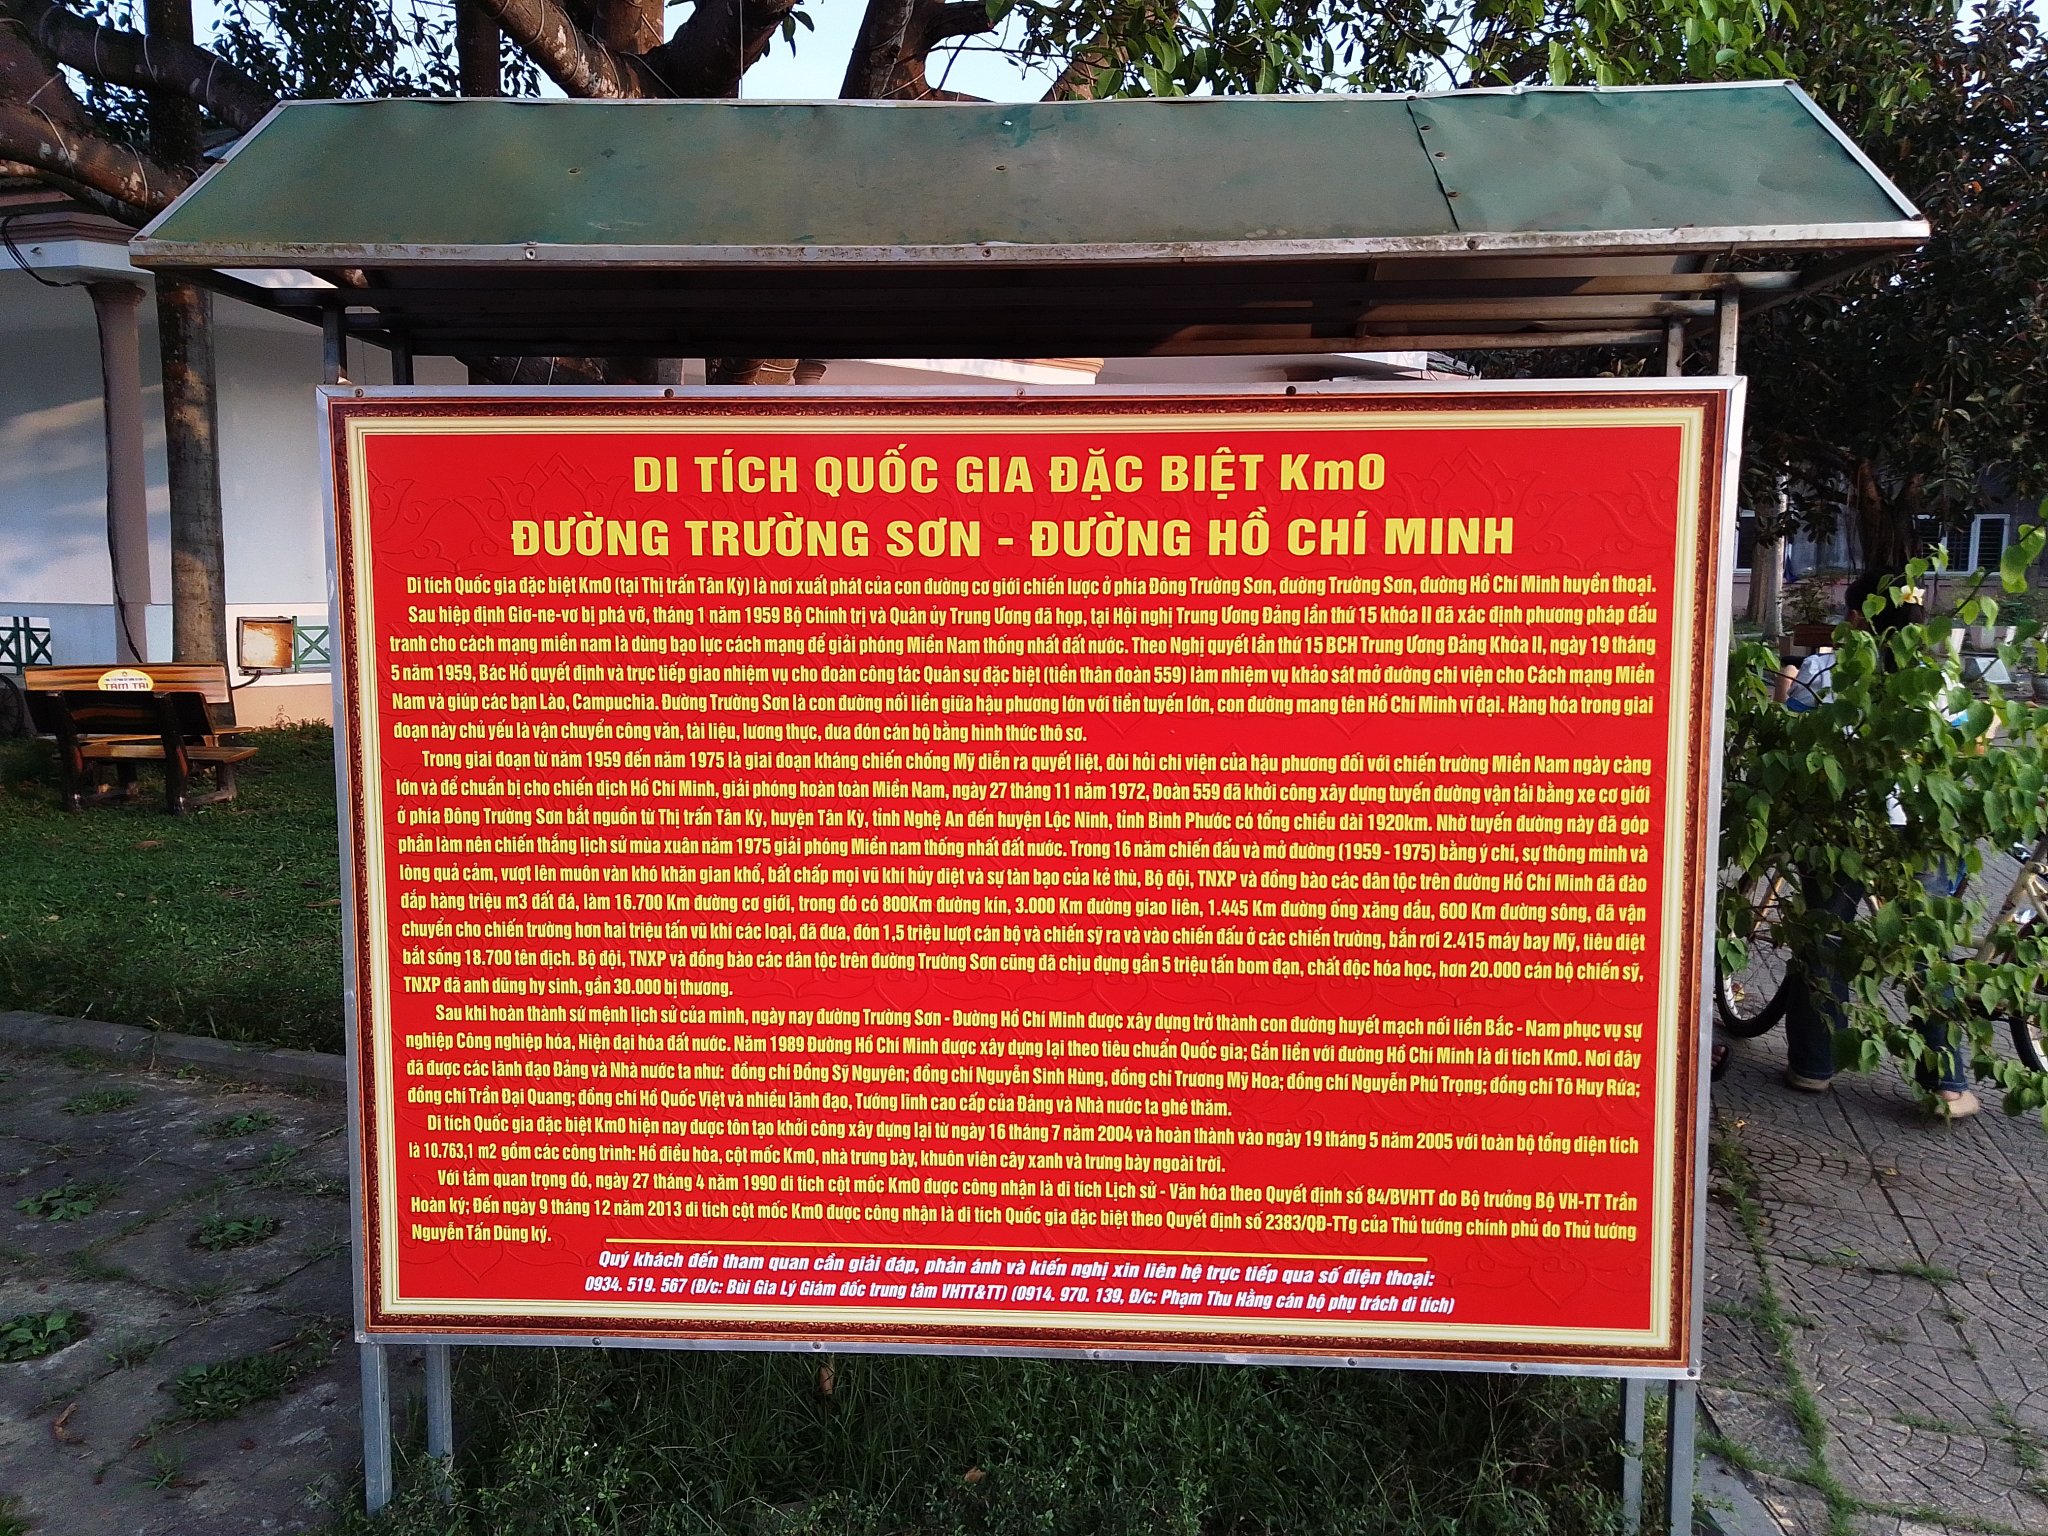 DI TÍCH QUỐC GIA ĐẶC BIỆT Km0
ĐƯỜNG TRƯỜNG SƠN - ĐƯỜNG HỒ CHÍ MINH
Di tích Quốc gia đặc biệt Km0 (tại Thị trấn Tân Kỳ) là nơi xuất phát của con đường cơ giới chiến lược ở phía Đông Trường Sơn, đường Trường Sơn, đường Hồ Chí Minh huyền thoại.
Sau hiệp định Giơ-ne-vơ bị phá vỡ, tháng 1 năm 1959 Bộ Chính trị và Quân ủy Trung Ương đã họp, tại Hội nghị Trung Ương Đảng lần thứ 15 khóa II đã xác định phương pháp đấu
tranh cho cách mạng miền nam là dùng bạo lực cách mạng để giải phóng Miền Nam thống nhất đất nước. Theo Nghị quyết lần thứ 15 BCH Trung Ương Đảng Khóa II, ngày 19 tháng
5 năm 1959, Bác Hồ quyết định và trực tiếp giao nhiệm vụ cho đoàn công tác Quân sự đặc biệt (tiền thân đoàn 559) làm nhiệm vụ khảo sát mở đường chi viện cho Cách mạng Miền
Nam và giúp các bạn Lào, Campuchia. Đường Trường Sơn là con đường nối liền giữa hậu phương lớn với tiền tuyến lớn, con đường mang tên Hồ Chí Minh vĩ đại. Hàng hóa trong giai
đoạn này chủ yếu là vận chuyển công văn, tài liệu, lương thực, đưa đón cán bộ bằng hình thức thô sơ.
Trong giai đoạn từ năm 1959 đến năm 1975 là giai đoạn kháng chiến chống Mỹ diễn ra quyết liệt, đòi hỏi chi viện của hậu phương đối với chiến trường Miền Nam ngày càng
lớn và để chuẩn bị cho chiến dịch Hồ Chí Minh, giải phóng hoàn toàn Miền Nam, ngày 27 tháng 11 năm 1972, Đoàn 559 đã khởi công xây dựng tuyến đường vận tải bằng xe cơ giới
ở phía Đông Trường Sơn bắt nguồn từ Thị trấn Tân Kỳ, huyện Tân Kỳ, tỉnh Nghệ An đến huyện Lộc Ninh, tỉnh Bình Phước có tổng chiều dài 1920km. Nhờ tuyến đường này đã góp
phần làm nên chiến thắng lịch sử mùa xuân năm 1975 giải phóng Miền nam thống nhất đất nước. Trong 16 năm chiến đấu và mở đường (1959 - 1975) bằng ý chí, sự thông minh và
lòng quả cảm, vượt lên muôn vàn khó khăn gian khổ, bất chấp mọi vũ khí hủy diệt và sự tàn bạo của kẻ thù, Bộ đội, TNXP và đồng bào các dân tộc trên đường Hồ Chí Minh đã đào
đắp hàng triệu m3 đất đá, làm 16.700 Km đường cơ giới, trong đó có 800Km đường kín, 3.000 Km đường giao liên, 1.445 Km đường ống xăng dầu, 600 Km đường sông, đã vận
chuyển cho chiến trường hơn hai triệu tấn vũ khí các loại, đã đưa, đón 1,5 triệu lượt cán bộ và chiến sỹ ra và vào chiến đấu ở các chiến trường, bắn rơi 2.415 máy bay Mỹ, tiêu diệt
bắt sống 18.700 tên địch. Bộ đội, TNXP và đồng bào các dân tộc trên đường Trường Sơn cũng đã chịu đựng gần 5 triệu tấn bom đạn, chất độc hóa học, hơn 20.000 cán bộ chiến sỹ,
TNXP đã anh dũng hy sinh, gần 30.000 bị thương.
Sau khi hoàn thành sứ mệnh lịch sử của mình, ngày nay đường Trường Sơn - Đường Hồ Chí Minh được xây dựng trở thành con đường huyết mạch nối liền Bắc - Nam phục vụ sự
nghiệp Công nghiệp hóa, Hiện đại hóa đất nước. Năm 1989 Đường Hồ Chí Minh được xây dựng lại theo tiêu chuẩn Quốc gia; Gắn liền với đường Hồ Chí Minh là di tích Km0. Nơi đây
đã được các lãnh đạo Đảng và Nhà nước ta như: đồng chí Đồng Sỹ Nguyên; đồng chí Nguyễn Sinh Hùng, đồng chí Trương Mỹ Hoa; đồng chí Nguyễn Phú Trọng; đồng chí Tô Huy Rứa;
đồng chí Trần Đại Quang; đồng chí Hồ Quốc Việt và nhiều lãnh đạo, Tướng lĩnh cao cấp của Đảng và Nhà nước ta ghé thăm.
Di tích Quốc gia đặc biệt Km0 hiện nay được tôn tạo khởi công xây dựng lại từ ngày 16 tháng 7 năm 2004 và hoàn thành vào ngày 19 tháng 5 năm 2005 với toàn bộ tổng diện tích
là 10.763,1 m2 gồm các công trình: Hồ điều hòa, cột mốc Km0, nhà trưng bày, khuôn viên cây xanh và trưng bày ngoài trời.
Với tầm quan trọng đó, ngày 27 tháng 4 năm 1990 di tích cột mốc Km0 được công nhận là di tích Lịch sử - Văn hóa theo Quyết định số 84/BVHTT do Bộ trưởng Bộ VH-TT Trần
Hoàn ký; Đến ngày 9 tháng 12 năm 2013 di tích cột mốc Km0 được công nhận là di tích Quốc gia đặc biệt theo Quyết định số 2383/QĐ-TTg của Thủ tướng chính phủ do Thủ tướng
Nguyễn Tấn Dũng ký.
Quý khách đến tham quan cần giải đáp, phản ánh và kiến nghị xin liên hệ trực tiếp qua số điện thoại:
0934. 519. 567 (Đ/c: Bùi Gia Lý Giám đốc trung tâm VHTT&TT) (0914. 970. 139, Đ/c: Phạm Thu Hằng cán bộ phụ trách di tích)
TÂM TÀI